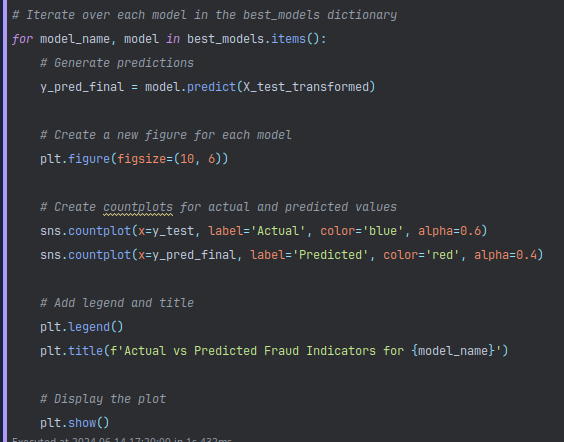 # Iterate over each model in the best_models dictionary
for model_name, model in best_models.items():
# Generate predictions
y_pred_final = model.predict(X_test_transformed)
# Create a new figure for each model
plt.figure(figsize=(10, 6))
# Create countplots for actual and predicted values
sns.countplot(x=y_test, label='Actual', color='blue', alpha=0.6)
sns.countplot(x=y_pred_final, label='Predicted', color='red', alpha=0.4)
# Add legend and title
plt.legend()
plt.title(f'Actual vs Predicted Fraud Indicators for {model_name}')
# Display the plot
plt.show()
Executed at 2024.06.14 17:20:00 in 1s 432ms